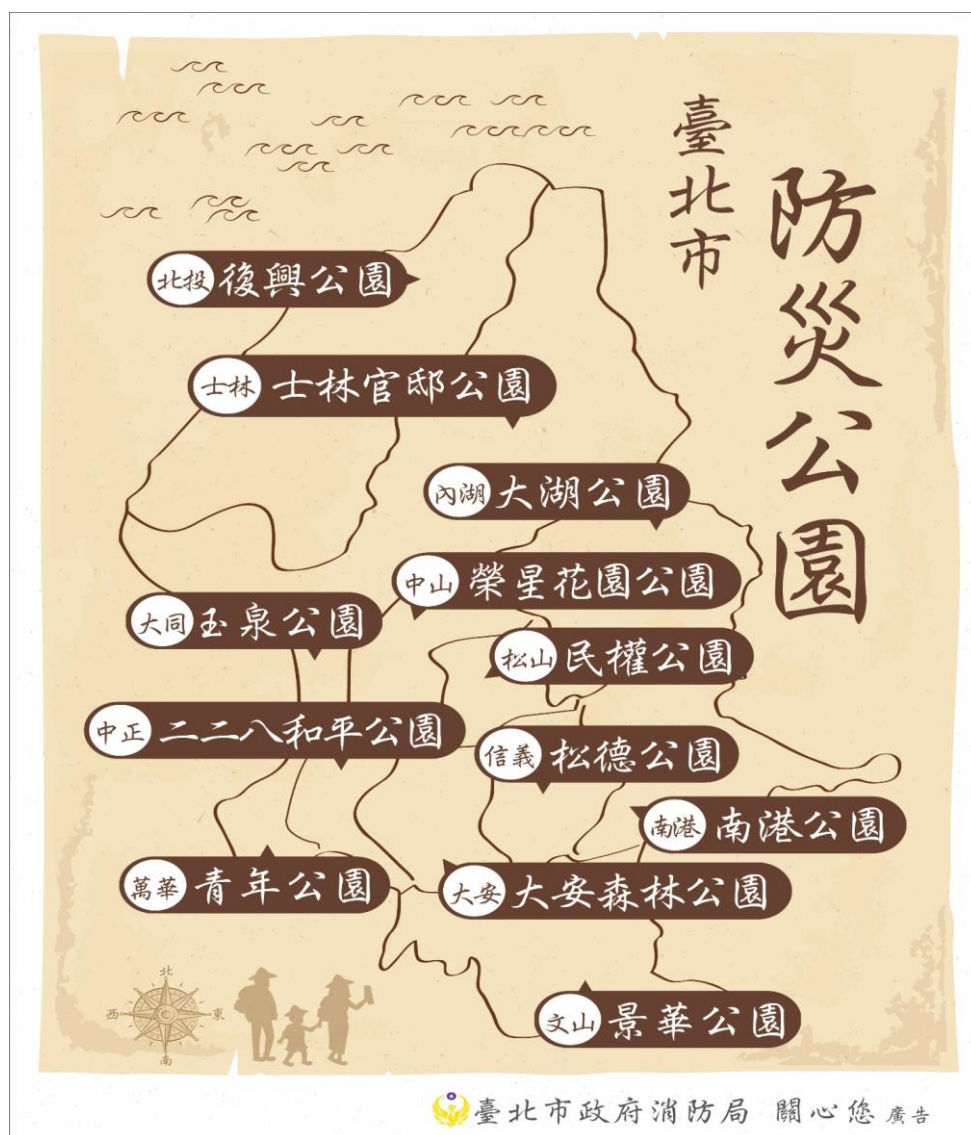 臺北市
防災公園
北投 復興公園
士林 士林官邸公園
內湖 大湖公園
中山 榮星花園公園
大同 玉泉公園
松山 民權公園
中正 二二八和平公園
信義 松德公園
南港 南港公園
萬華 青年公園
大安 大安森林公園
文山 景華公園
北
西 東
南
臺北市政府消防局 關心您 廣告